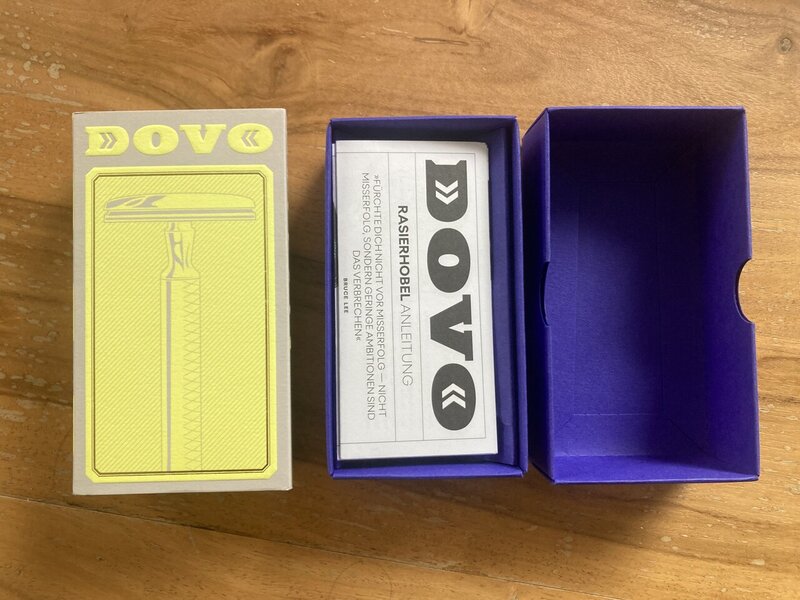 DOVO
DOVO
RASIERHOBEL ANLEITUNG
»FÜRCHTE DICH NICHT VOR MISSERFOLG — NICHT
MISSERFOLG, SONDERN GERINGE AMBITIONEN SIND
DAS VERBRECHEN«
BRUCE LEE